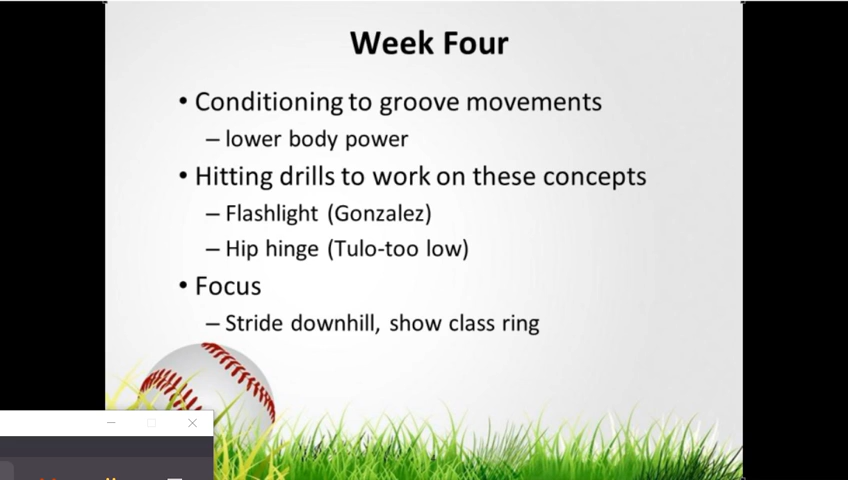 Week Four
• Conditioning to groove movements
– lower body power
• Hitting drills to work on these concepts
– Flashlight (Gonzalez)
– Hip hinge (Tulo-too low)
• Focus
– Stride downhill, show class ring